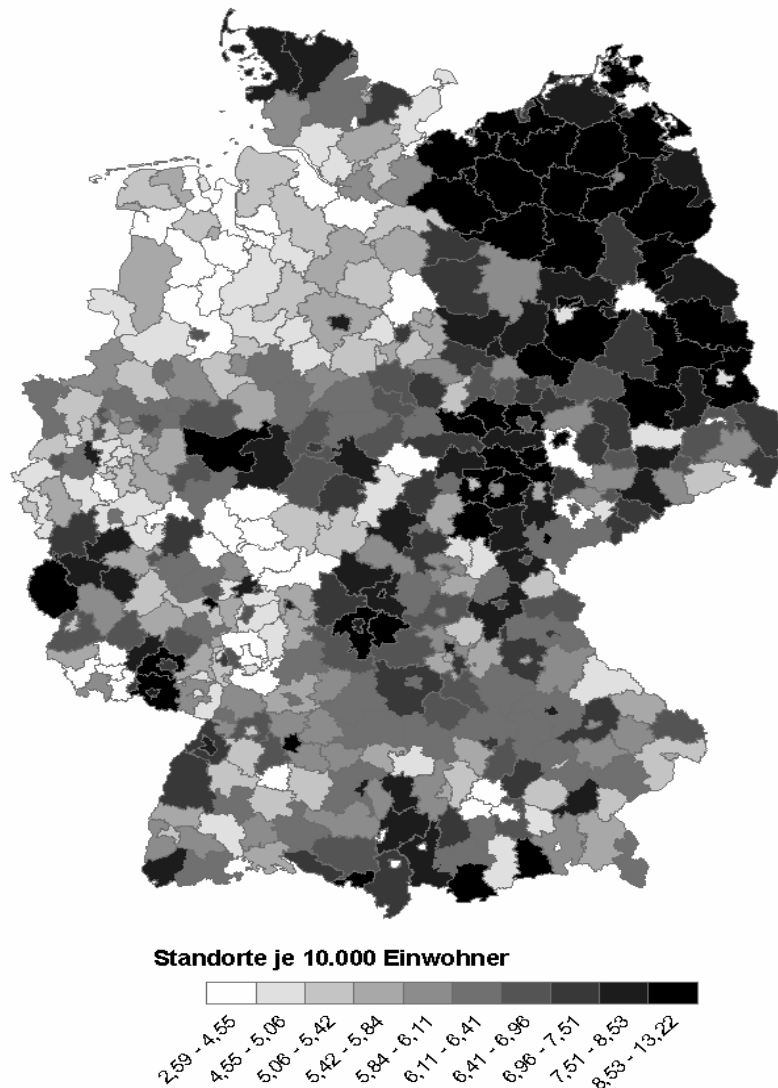 Standorte je 10.000 Einwohner
2,59 - 4,55
4,55 - 5,06
5,06 - 5,42
5,42 - 5,84
5,84 - 6,11
6,11 - 6,41
6,41 - 6,96
6,96 - 7,51
7,51 - 8,53
8,53 - 13,22